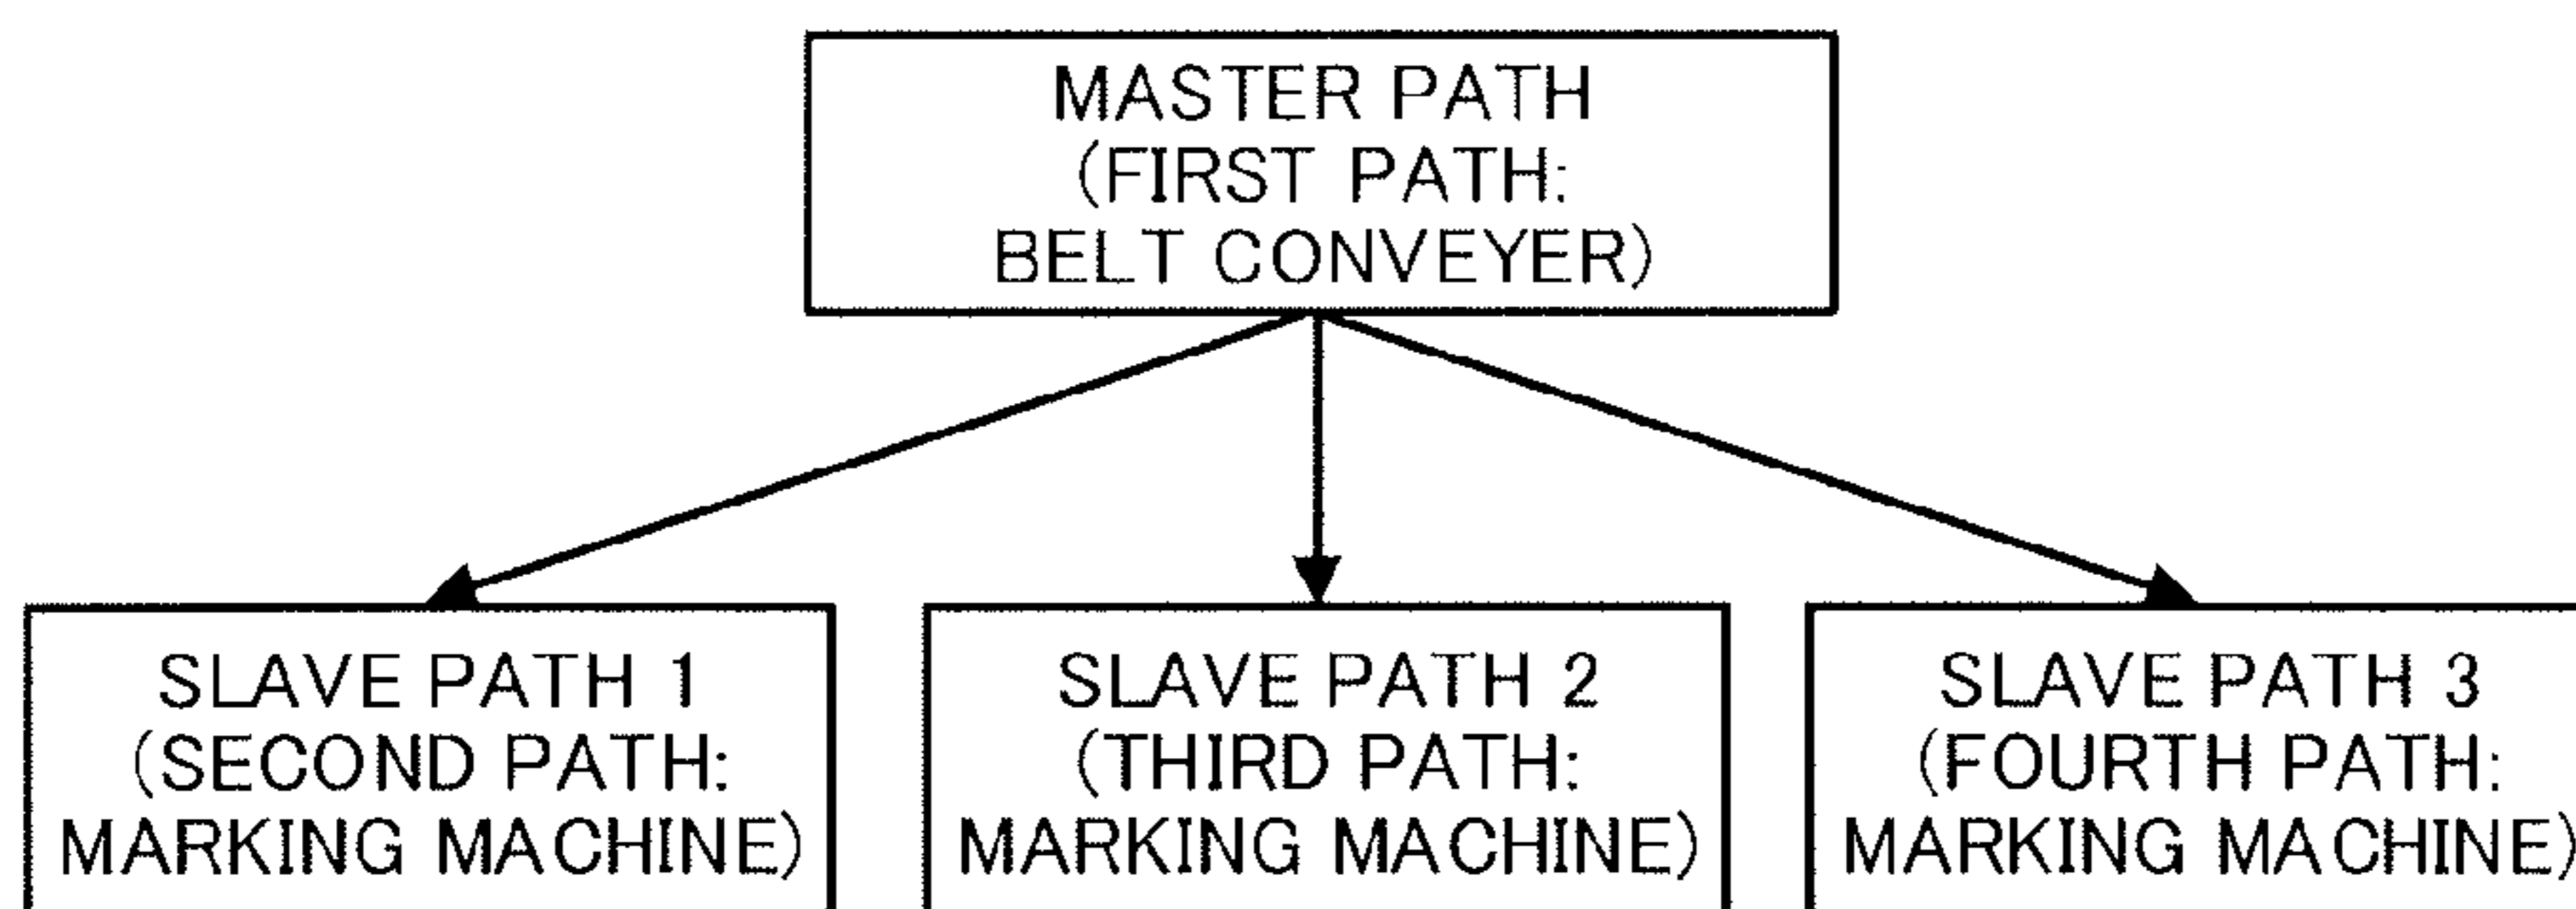 MASTER PATH
(FIRST PATH:
BELT CONVEYER)
SLAVE PATH 1
(SECOND PATH:
MARKING MACHINE)
SLAVE PATH 2
(THIRD PATH:
MARKING MACHINE)
SLAVE PATH 3
(FOURTH PATH:
MARKING MACHINE)